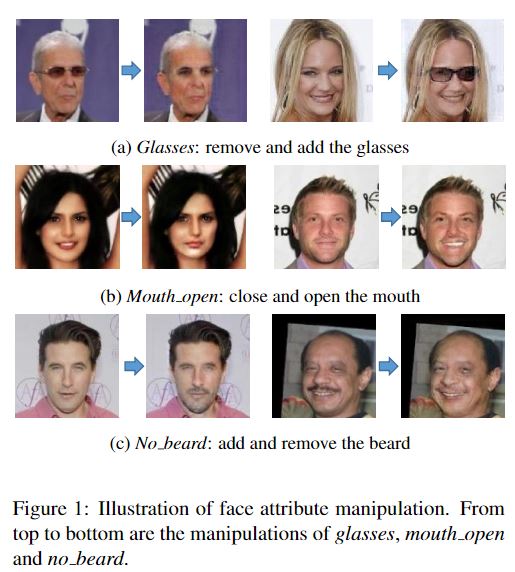 (a) Glasses: remove and add the glasses
(b) Mouth_open: close and open the mouth
(c) No_beard: add and remove the beard
Figure 1: Illustration of face attribute manipulation. From
top to bottom are the manipulations of glasses, mouth_open
and no_beard.